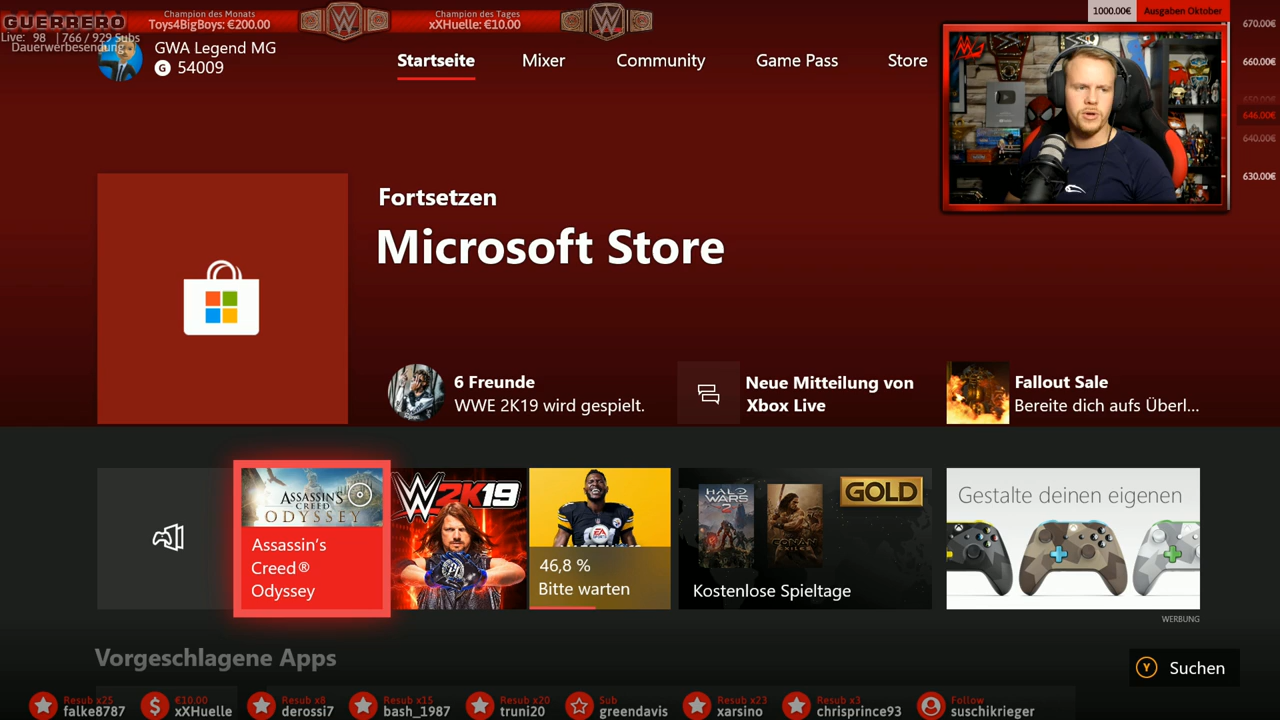 GUERRERO
Live: 98 | 766 / 929 Subs
Dauerwerbesendung
Champion des Monats
Toys4BigBoys: €200.00
Champion des Tages
xXHuelle: €10.00
1000.00€
Ausgaben Oktober
670.00€
660.00€
650.00€
646.00€
640.00€
630.00€
GWA Legend MG
G 54009
Startseite
Mixer
Community
Game Pass
Store
Fortsetzen
Microsoft Store
6 Freunde
WWE 2K19 wird gespielt.
Neue Mitteilung von
Xbox Live
Fallout Sale
Bereite dich aufs Überl...
ASSASSIN'S
CREED
ODYSSEY
Assassin's
Creed®
Odyssey
W 2K19
EA
46,8 %
Bitte warten
HALO
WARS
2
CONAN
EXILES
GOLD
Kostenlose Spieltage
Gestalte deinen eigenen
WERBUNG
Vorgeschlagene Apps
Y Suchen
Resub x25
falke8787
$ €10.00
xXHuelle
Resub x8
derossi7
Resub x15
bash_1987
Resub x20
truni20
Sub
greendavis
Resub x23
xarsino
Resub x3
chrisprince93
Follow
suschikrieger